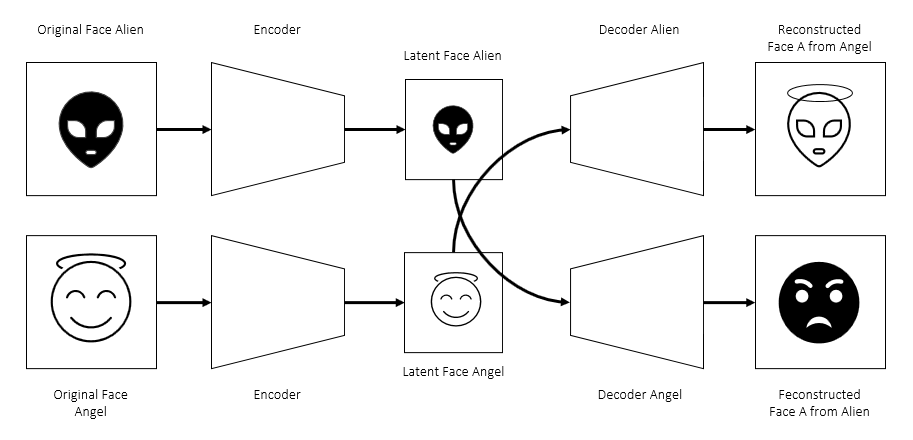 Original Face Alien
Encoder
Latent Face Alien
Decoder Alien
Reconstructed
Face A from Angel
Original Face
Angel
Encoder
Latent Face Angel
Decoder Angel
Feconstructed
Face A from Alien